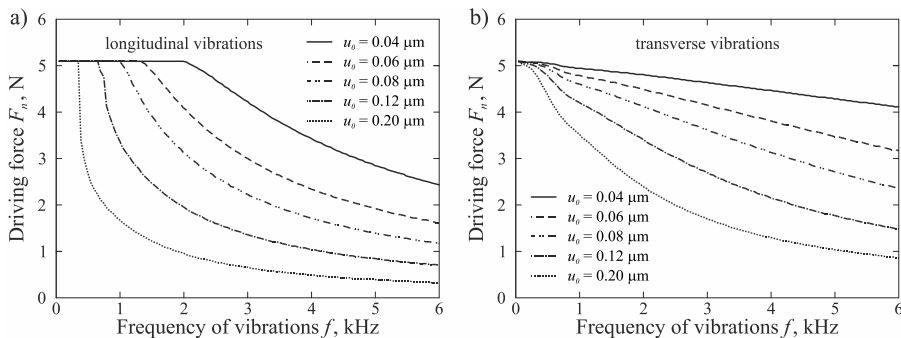 a)
longitudinal vibrations
u₀ = 0.04 µm
u₀ = 0.06 µm
u₀ = 0.08 µm
u₀ = 0.12 µm
u₀ = 0.20 µm
Driving force Fₙ, N
6
5
4
3
2
1
0
0 1 2 3 4 5 6
Frequency of vibrations f, kHz
b)
transverse vibrations
u₀ = 0.04 µm
u₀ = 0.06 µm
u₀ = 0.08 µm
u₀ = 0.12 µm
u₀ = 0.20 µm
Driving force Fₙ, N
6
5
4
3
2
1
0
0 1 2 3 4 5 6
Frequency of vibrations f, kHz